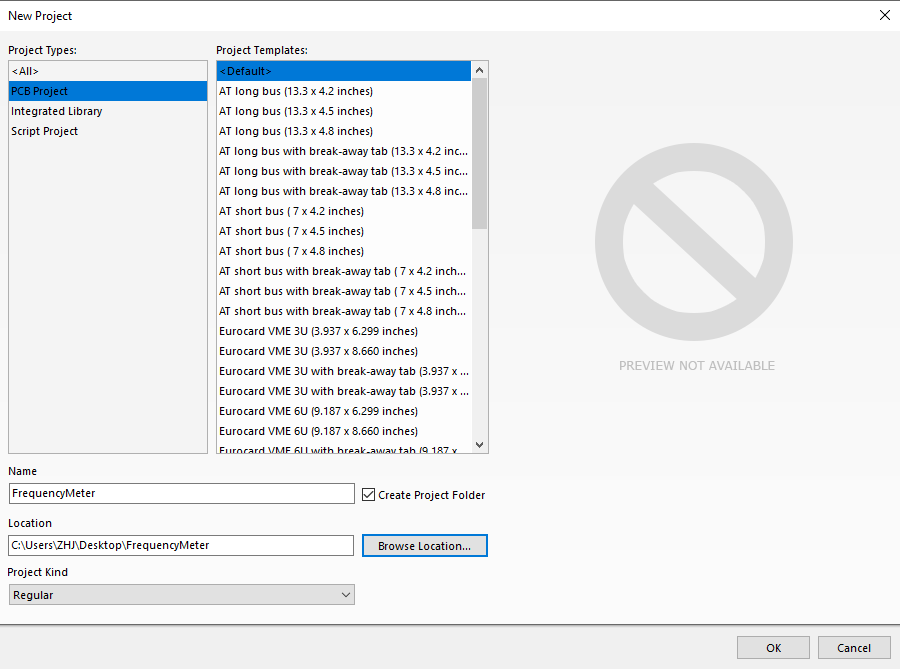 New Project
Project Types:
<All>
PCB Project
Integrated Library
Script Project
Project Templates:
<Default>
AT long bus (13.3 x 4.2 inches)
AT long bus (13.3 x 4.5 inches)
AT long bus (13.3 x 4.8 inches)
AT long bus with break-away tab (13.3 x 4.2 inc...
AT long bus with break-away tab (13.3 x 4.5 inc...
AT long bus with break-away tab (13.3 x 4.8 inc...
AT short bus ( 7 x 4.2 inches)
AT short bus ( 7 x 4.5 inches)
AT short bus ( 7 x 4.8 inches)
AT short bus with break-away tab ( 7 x 4.2 inch...
AT short bus with break-away tab ( 7 x 4.5 inch...
AT short bus with break-away tab ( 7 x 4.8 inch...
Eurocard VME 3U (3.937 x 6.299 inches)
Eurocard VME 3U (3.937 x 8.660 inches)
Eurocard VME 3U with break-away tab (3.937 x ...
Eurocard VME 3U with break-away tab (3.937 x ...
Eurocard VME 6U (9.187 x 6.299 inches)
Eurocard VME 6U (9.187 x 8.660 inches)
Eurocard VME 6U with break-away tab (9.187 x
PREVIEW NOT AVAILABLE
Name
FrequencyMeter
Create Project Folder
Location
C:\Users\ZHJ\Desktop\FrequencyMeter
Browse Location...
Project Kind
Regular
OK
Cancel